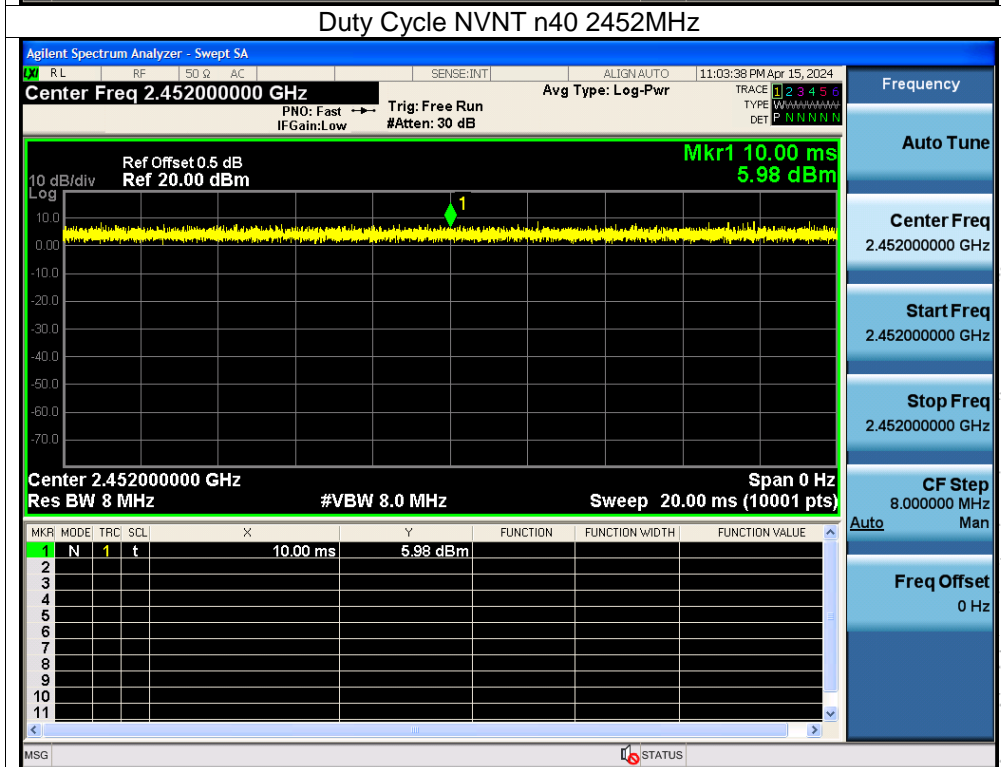 Duty Cycle NVNT n40 2452MHz
Agilent Spectrum Analyzer - Swept SA
LXI RL RF 50 Ω AC SENSE:INT ALIGN AUTO 11:03:38 PM Apr 15, 2024
Center Freq 2.452000000 GHz Avg Type: Log-Pwr TRACE 1 2 3 4 5 6
PNO: Fast Trig: Free Run TYPE WWWWWW
IFGain:Low #Atten: 30 dB DET P N N N N N
Mkr1 10.00 ms
5.98 dBm
Ref Offset 0.5 dB
10 dB/div Ref 20.00 dBm
Log
1
10.0
0.00
-10.0
-20.0
-30.0
-40.0
-50.0
-60.0
-70.0
Center 2.452000000 GHz Span 0 Hz
Res BW 8 MHz #VBW 8.0 MHz Sweep 20.00 ms (10001 pts)
MKR MODE TRC SCL X Y FUNCTION FUNCTION WIDTH FUNCTION VALUE
1 N 1 t 10.00 ms 5.98 dBm
2
3
4
5
6
7
8
9
10
11
MSG STATUS
Frequency
Auto Tune
Center Freq
2.452000000 GHz
Start Freq
2.452000000 GHz
Stop Freq
2.452000000 GHz
CF Step
8.000000 MHz
Auto Man
Freq Offset
0 Hz